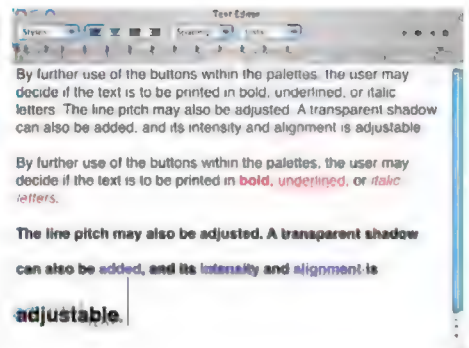 Text Editor
Styles
By further use of the buttons within the palettes, the user may
decide if the text is to be printed in bold, underlined, or italic
letters. The line pitch may also be adjusted. A transparent shadow
can also be added, and its intensity and alignment is adjustable
By further use of the buttons within the palettes, the user may
decide if the text is to be printed in bold, underlined, or italic
letters.
The line pitch may also be adjusted. A transparent shadow
can also be added, and its intensity and alignment is
adjustable.